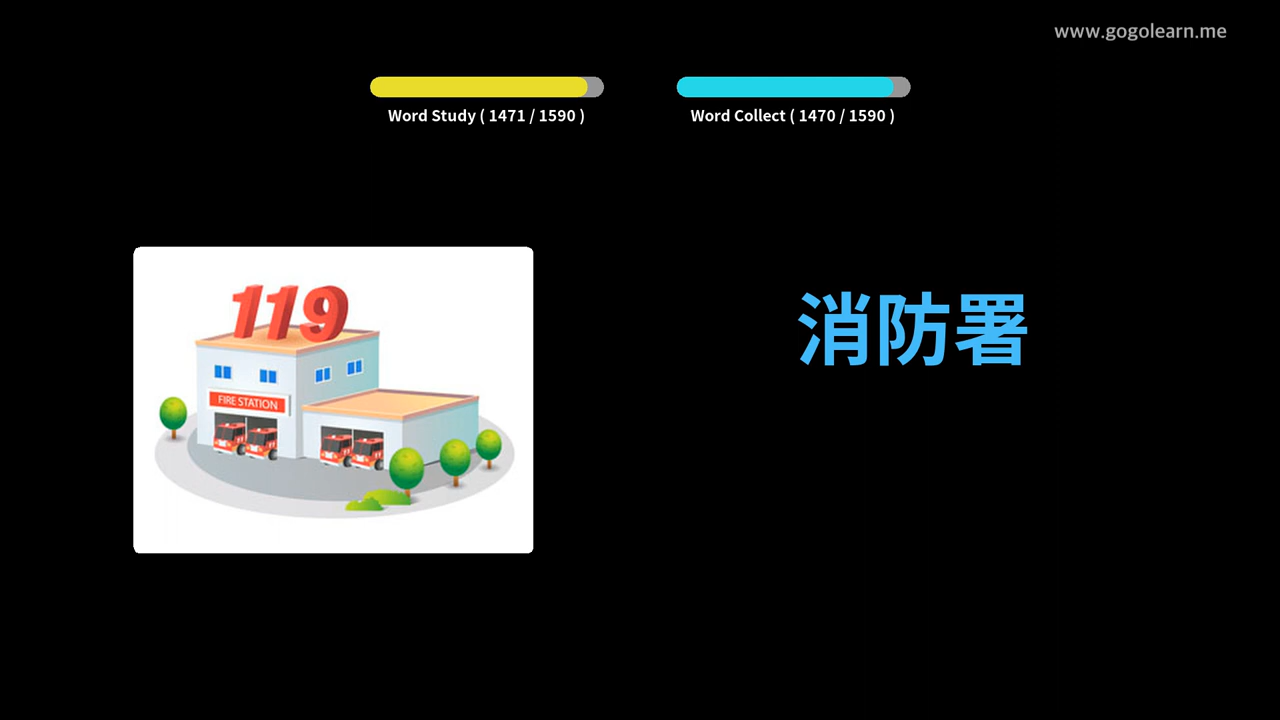 www.gogolearn.me
Word Study ( 1471 / 1590 )
Word Collect ( 1470 / 1590 )
119
FIRE STATION
消防署